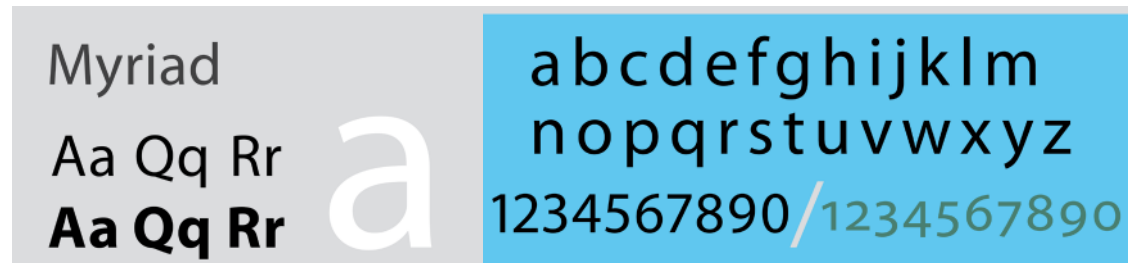 Myriad
Aa Qq Rr
Aa Qq Rr
a
abcdefghijklm
nopqrstuvwxyz
1234567890/1234567890